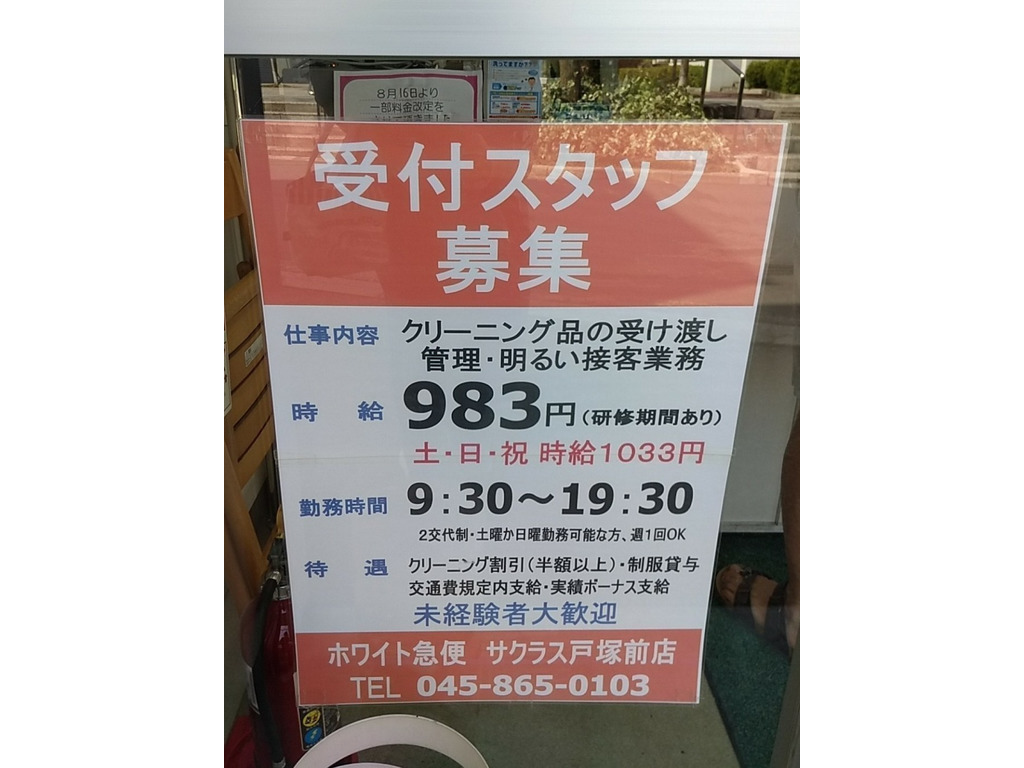 8月16日より
一部料金改定を
受付スタッフ
募集
仕事内容 クリーニング品の受け渡し
管理・明るい接客業務
時給 983円(研修期間あり)
土・日・祝 時給1033円
勤務時間 9:30～19:30
2交代制・土曜か日曜勤務可能な方、週1回OK
待遇 クリーニング割引(半額以上)・制服貸与
交通費規定内支給・実績ボーナス支給
未経験者大歓迎
ホワイト急便 サクラス戸塚前店
TEL 045-865-0103